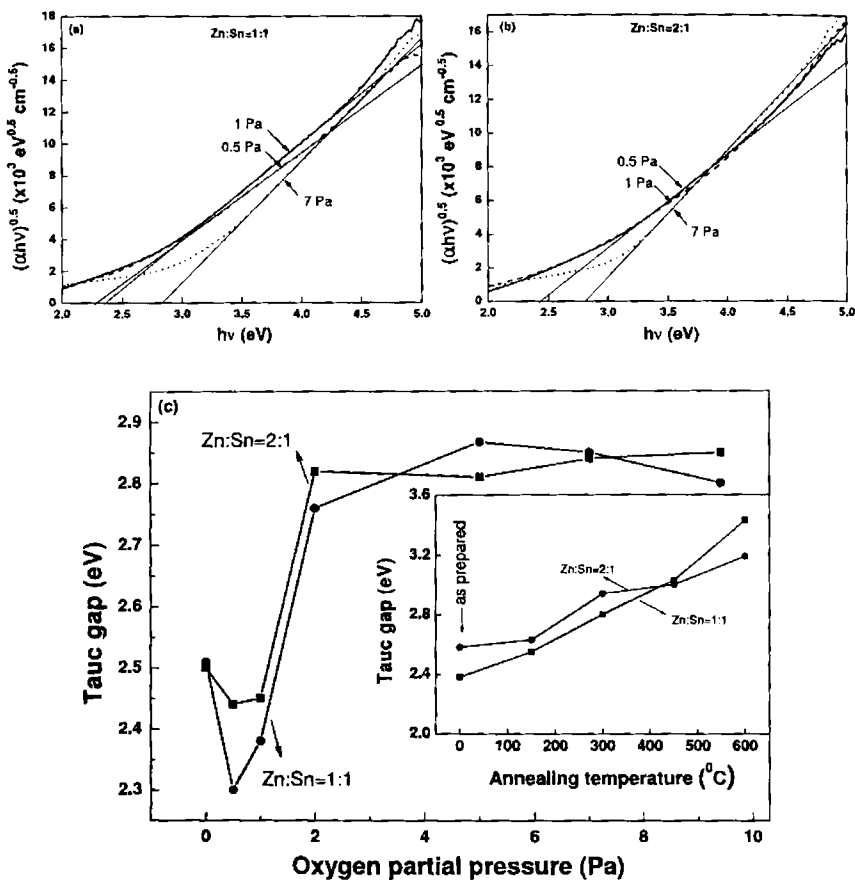 (a)
Zn:Sn=1:1
18
16
14
12
10
8
6
4
2
0
(αhν)^0.5 (x10^3 eV^0.5 cm^-0.5)
1 Pa
0.5 Pa
7 Pa
2.0 2.5 3.0 3.5 4.0 4.5 5.0
hν (eV)
(b)
Zn:Sn=2:1
16
14
12
10
8
6
4
2
0
(αhν)^0.5 (x10^3 eV^0.5 cm^-0.5)
0.5 Pa
1 Pa
7 Pa
2.0 2.5 3.0 3.5 4.0 4.5 5.0
hν (eV)
(c)
2.9
2.8
2.7
2.6
2.5
2.4
2.3
Tauc gap (eV)
Zn:Sn=2:1
Zn:Sn=1:1
0 2 4 6 8 10
Oxygen partial pressure (Pa)
3.6
3.2
2.8
2.4
2.0
Tauc gap (eV)
as prepared
Zn:Sn=2:1
Zn:Sn=1:1
0 100 200 300 400 500 600
Annealing temperature (⁰C)